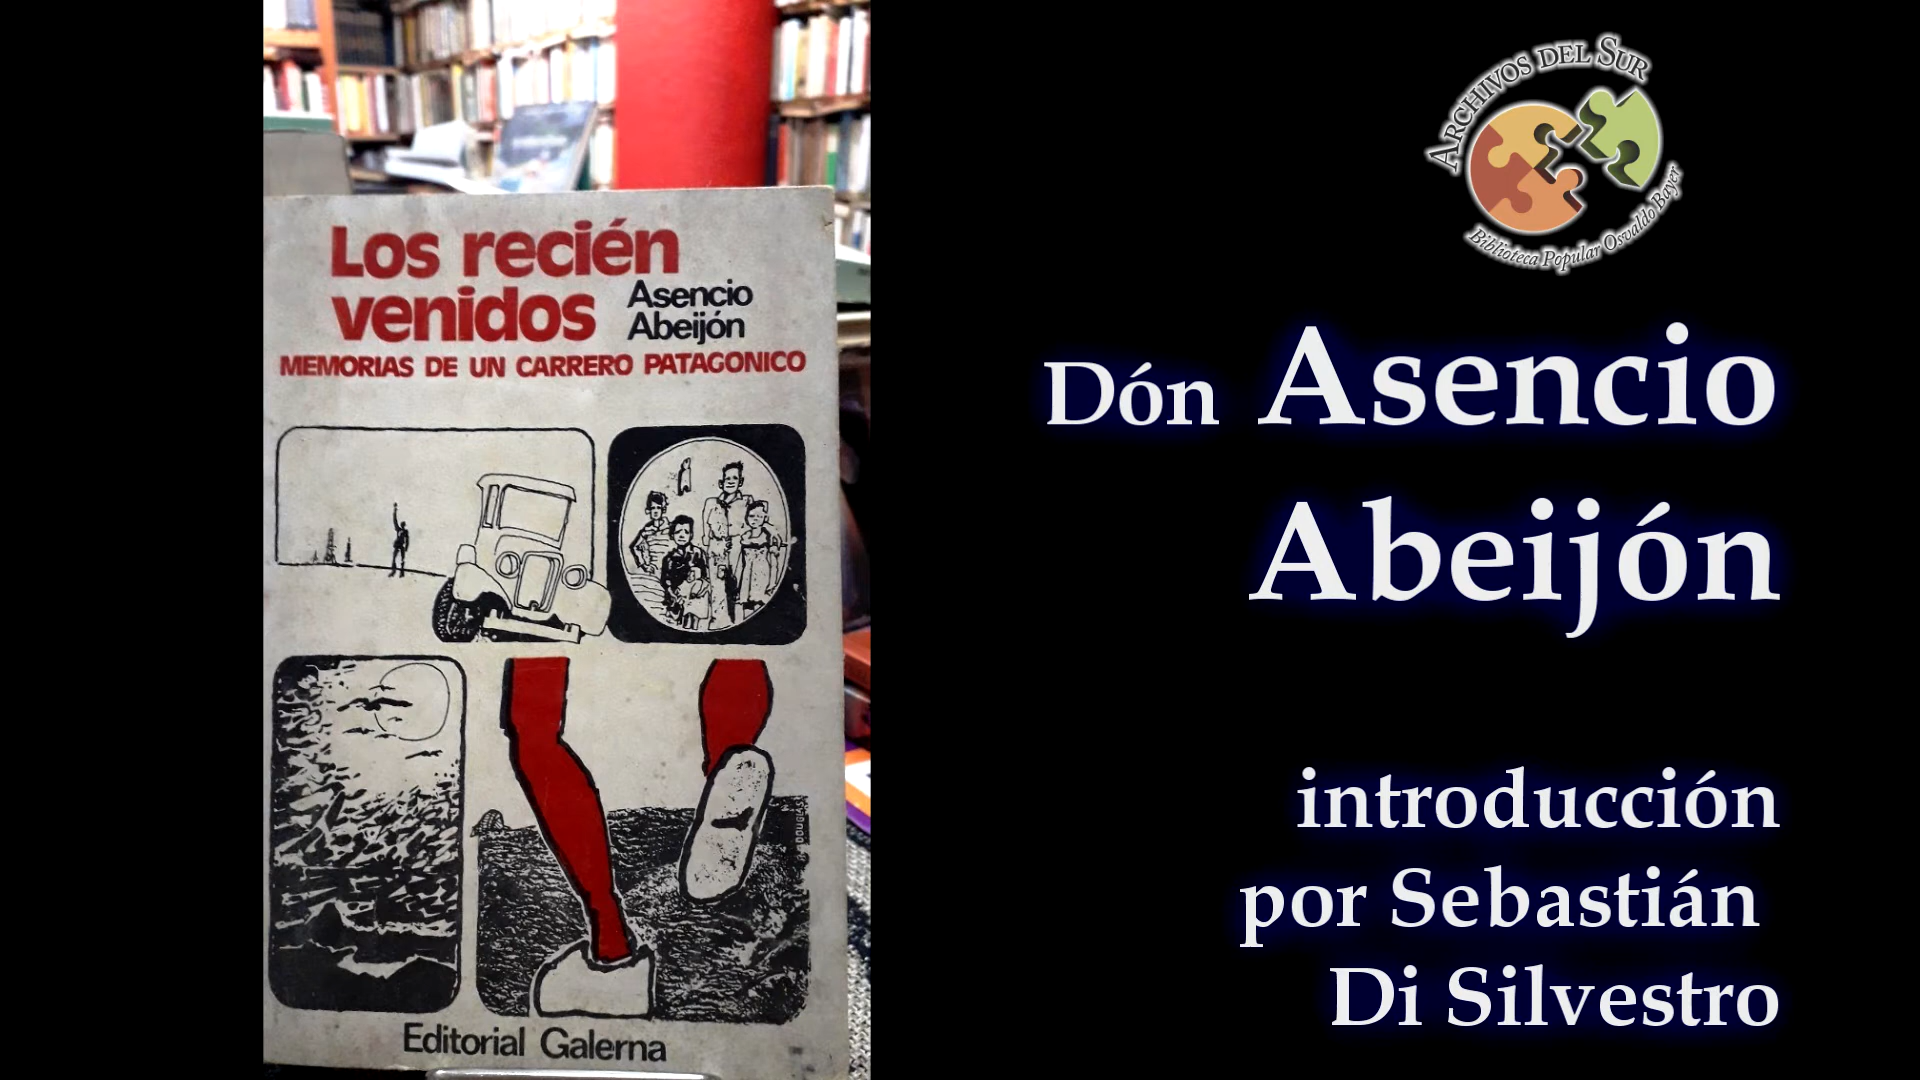 Los recién
venidos
Asencio
Abeijón
MEMORIAS DE UN CARRERO PATAGONICO
Editorial Galerna
ARCHIVOS DEL SUR
Biblioteca Popular Osvaldo Bayer
Dón Asencio
Abeijón
introducción
por Sebastián
Di Silvestro